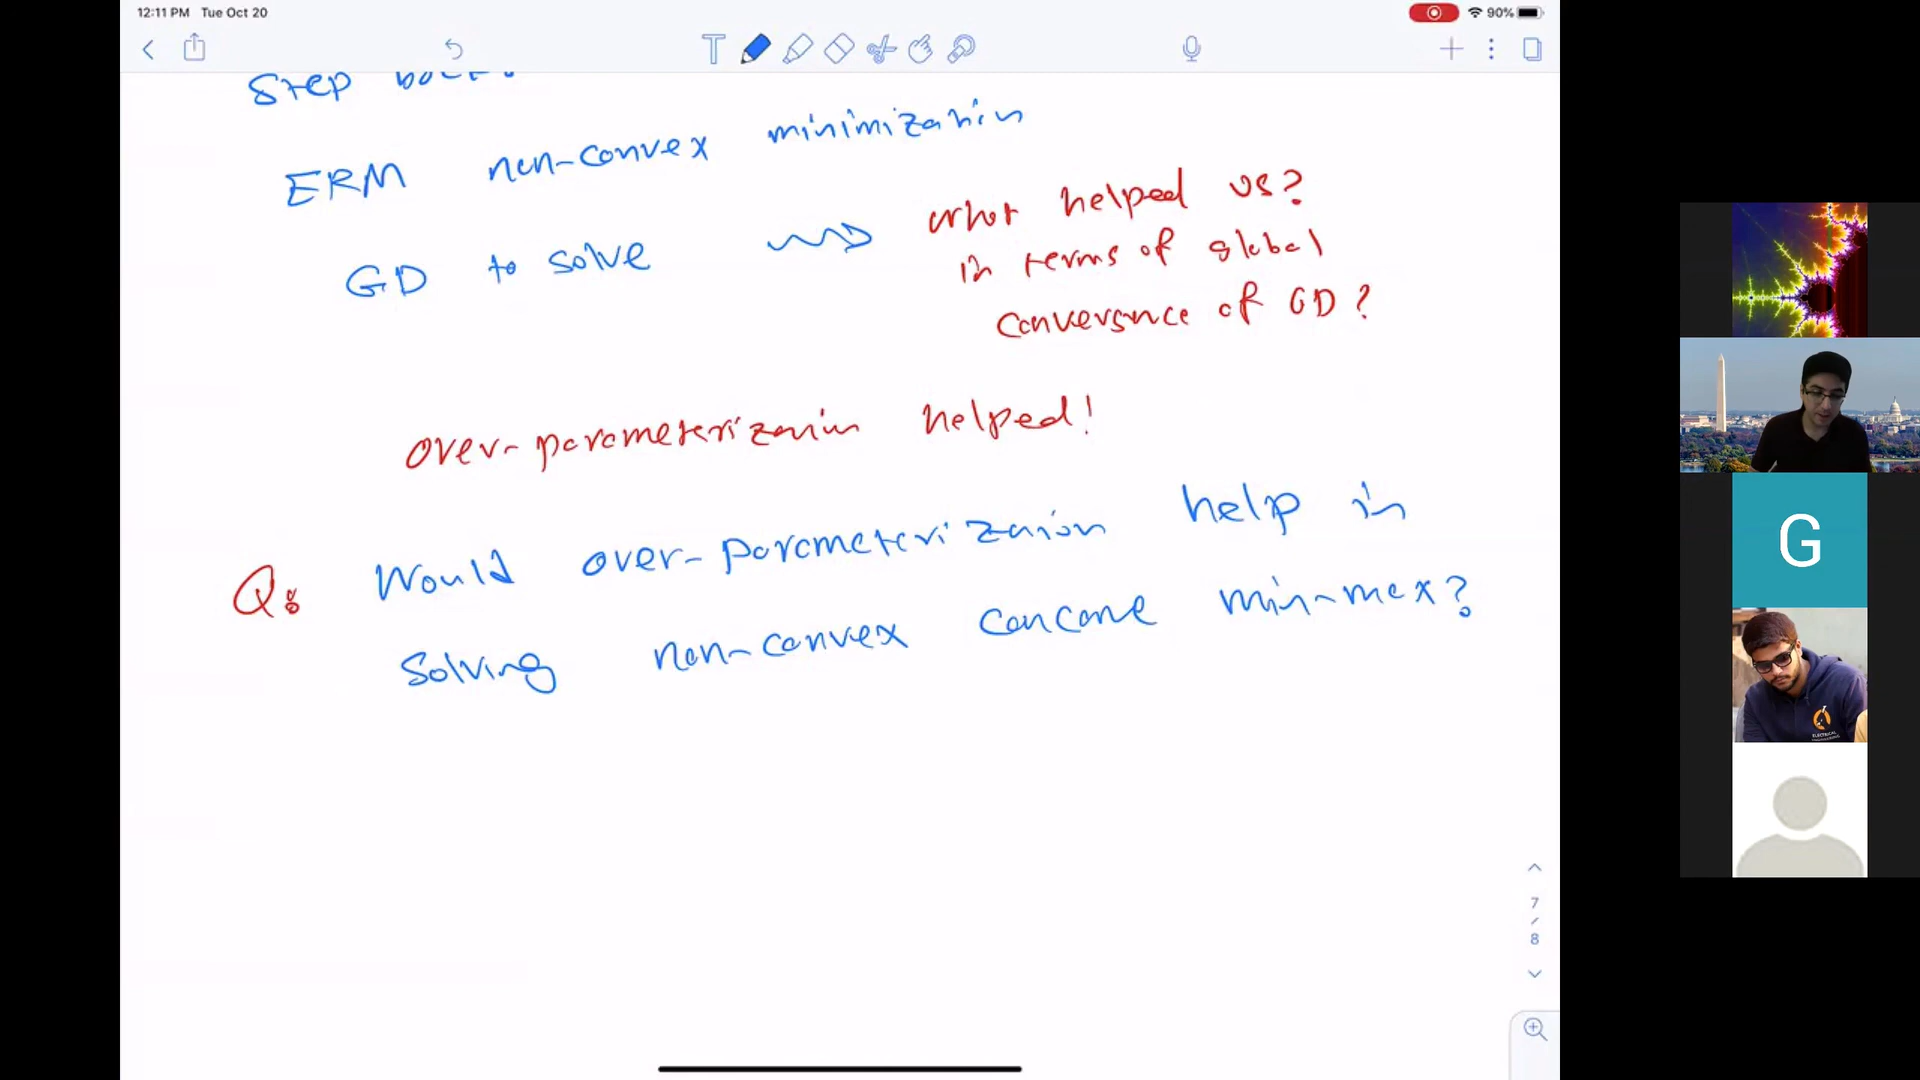 12:11 PM Tue Oct 20
90%
Step back:
ERM non-convex minimization
GD to solve
what helped us?
in terms of global
convergence of GD?
over-parameterization helped!
Q: Would over-parameterization help in
solving non-convex concave min-max?
7
/
8
G
ELECTRICAL